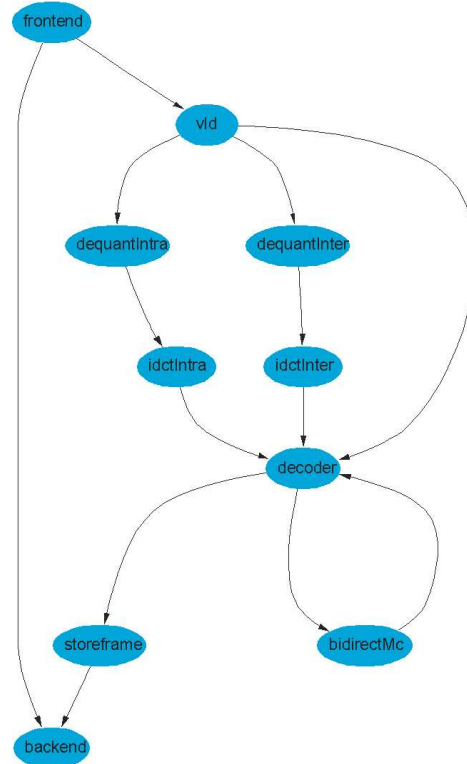 frontend
vld
dequantIntra
dequantInter
idctIntra
idctInter
decoder
storeframe
bidirectMc
backend